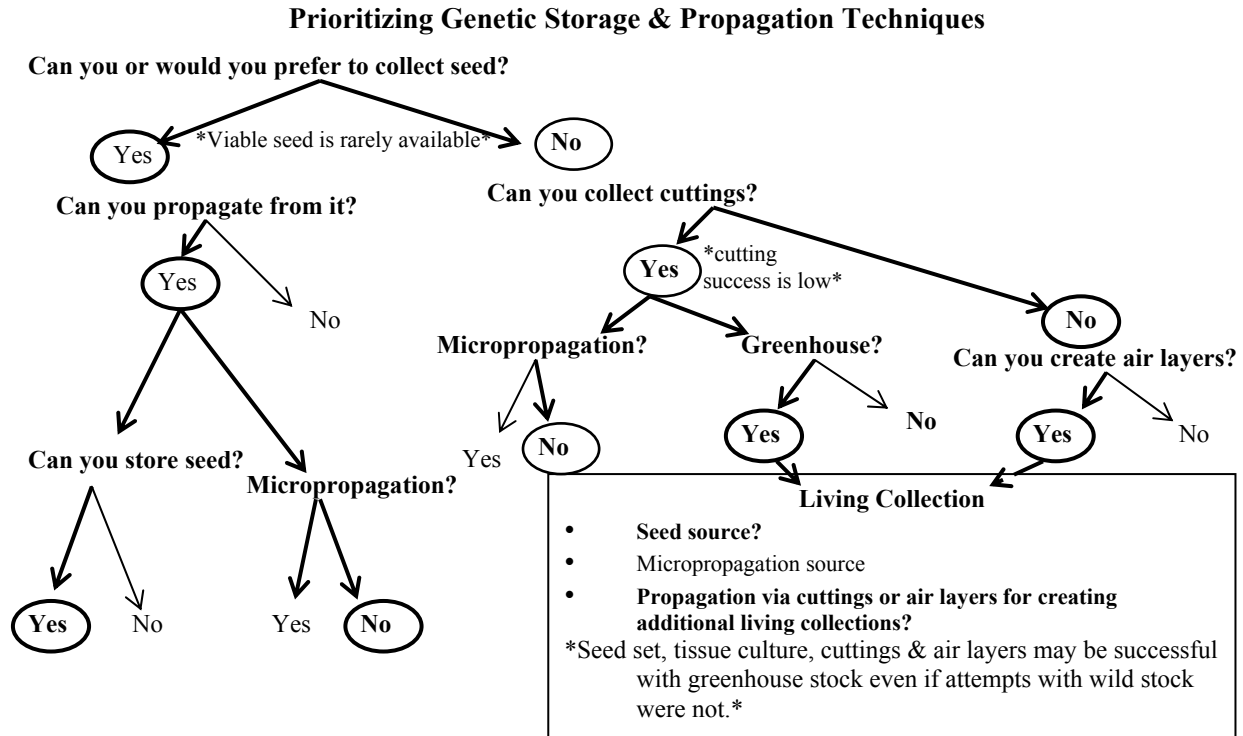 Prioritizing Genetic Storage & Propagation Techniques
Can you or would you prefer to collect seed?
Yes
*Viable seed is rarely available*
No
Can you propagate from it?
Can you collect cuttings?
Yes
No
Yes
*cutting
success is low*
No
Micropropagation?
Greenhouse?
Can you create air layers?
Can you store seed?
Micropropagation?
Yes
No
Yes
No
Yes
No
Yes
No
Yes
No
Living Collection
• Seed source?
• Micropropagation source
• Propagation via cuttings or air layers for creating
additional living collections?
*Seed set, tissue culture, cuttings & air layers may be successful
with greenhouse stock even if attempts with wild stock
were not.*